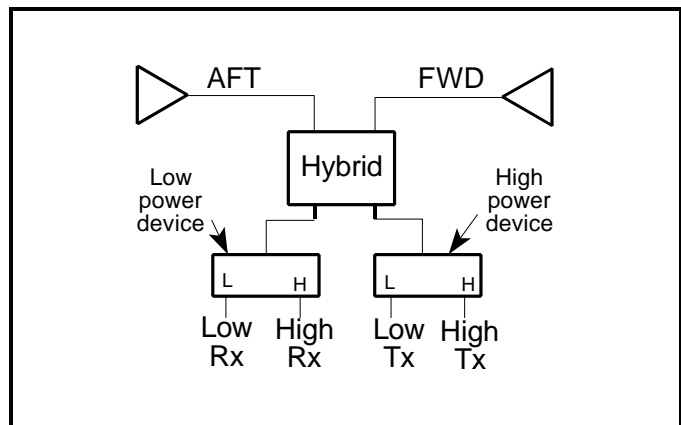 AFT
FWD
Hybrid
Low
power
device
High
power
device
L
H
L
H
Low
Rx
High
Rx
Low
Tx
High
Tx